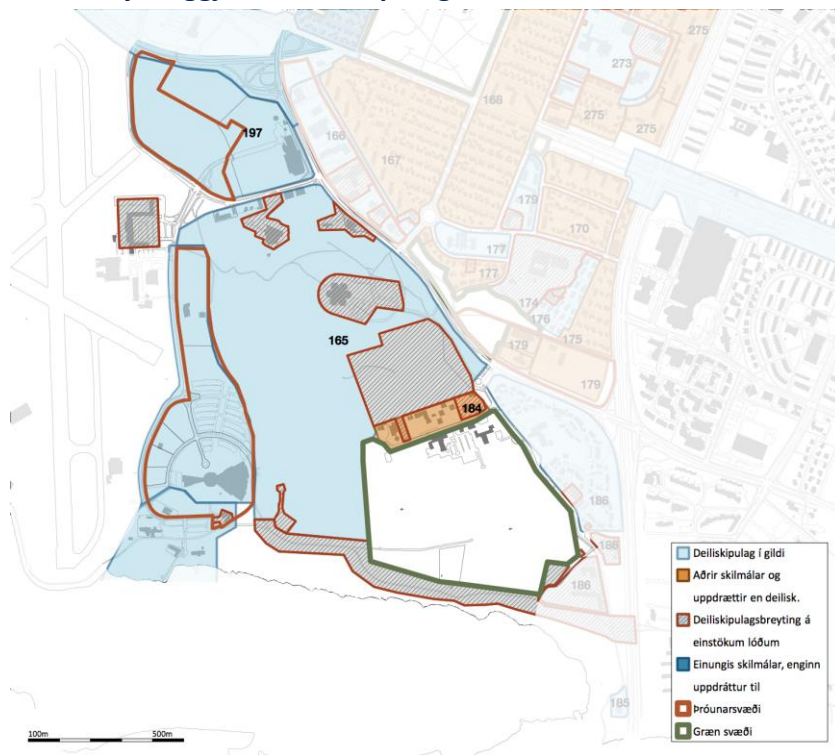 275
273
275
275
168
166
167
197
179
170
177
177
174
176
165
179
175
179
184
186
186
186
185
Deiliskipulag í gildi
Aðrir skilmálar og
uppdrættir en deilisk.
Deiliskipulagsbreyting á
einstökum lóðum
Einungis skilmálar, enginn
uppdráttur til
Þróunarsvæði
Græn svæði
100m 500m